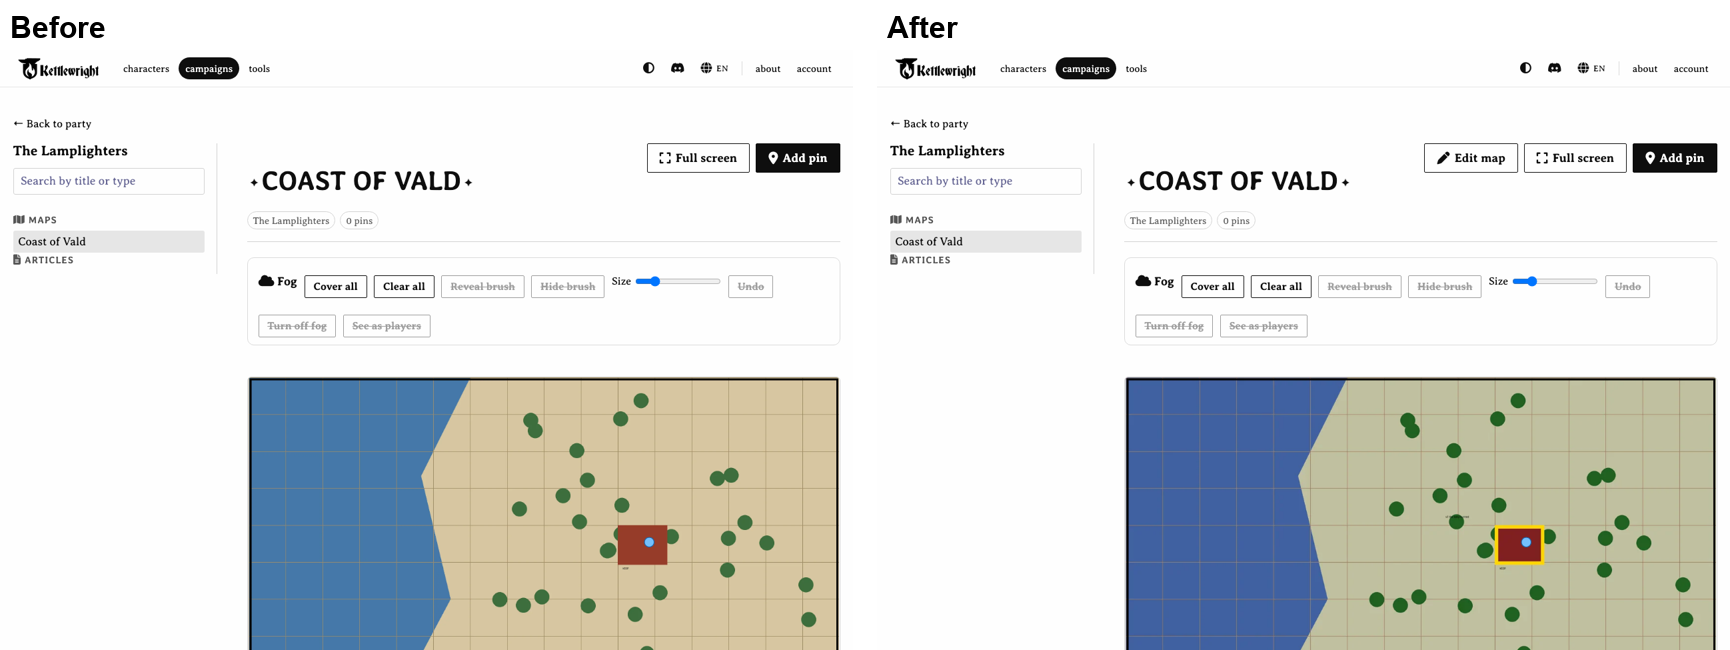 Before
Kettlewright characters campaigns tools EN about account
← Back to party
The Lamplighters
Search by title or type
MAPS
Coast of Vald
ARTICLES
Full screen Add pin
COAST OF VALD
The Lamplighters 0 pins
Fog Cover all Clear all Reveal brush Hide brush Size Undo
Turn off fog See as players
After
Kettlewright characters campaigns tools EN about account
← Back to party
The Lamplighters
Search by title or type
MAPS
Coast of Vald
ARTICLES
Edit map Full screen Add pin
COAST OF VALD
The Lamplighters 0 pins
Fog Cover all Clear all Reveal brush Hide brush Size Undo
Turn off fog See as players